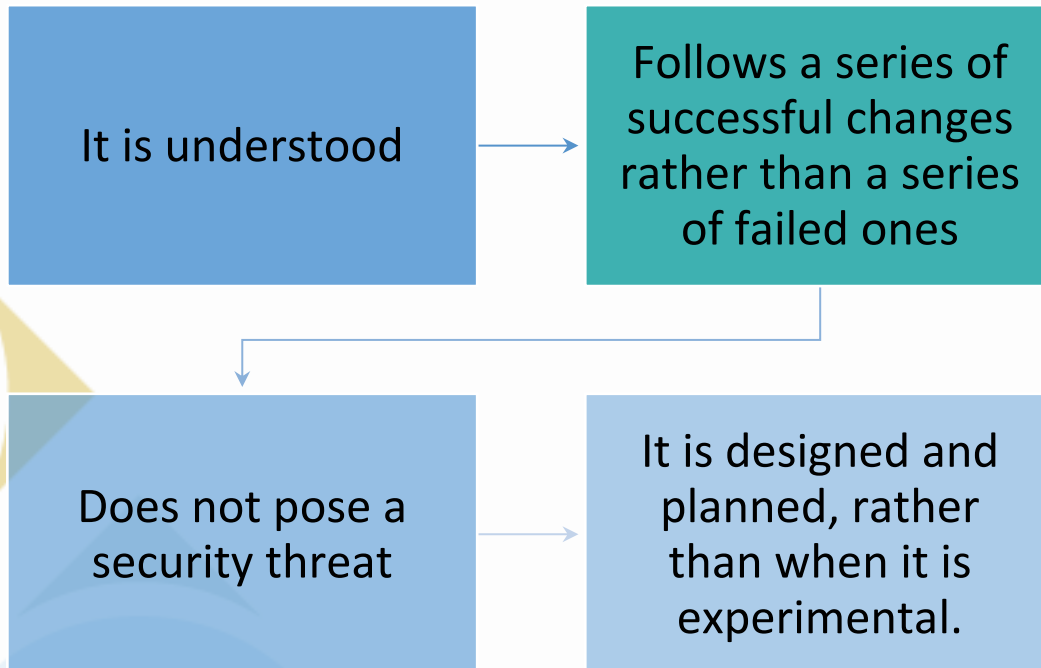 It is understood
Follows a series of
successful changes
rather than a series
of failed ones
Does not pose a
security threat
It is designed and
planned, rather
than when it is
experimental.